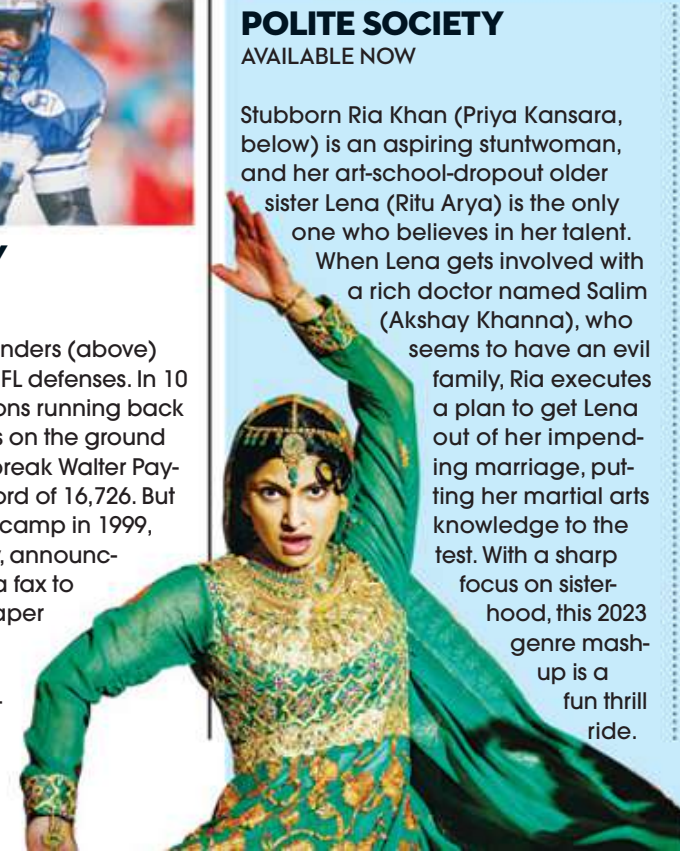 POLITE SOCIETY
AVAILABLE NOW
Stubborn Ria Khan (Priya Kansara,
below) is an aspiring stuntwoman,
and her art-school-dropout older
sister Lena (Ritu Arya) is the only
one who believes in her talent.
When Lena gets involved with
a rich doctor named Salim
(Akshay Khanna), who
seems to have an evil
family, Ria executes
a plan to get Lena
out of her impend-
ing marriage, put-
ting her martial arts
knowledge to the
test. With a sharp
focus on sister-
hood, this 2023
genre mash-
up is a
fun thrill
ride.
nders (above)
FL defenses. In 10
ons running back
s on the ground
break Walter Pay-
ord of 16,726. But
camp in 1999,
, announc-
a fax to
aper